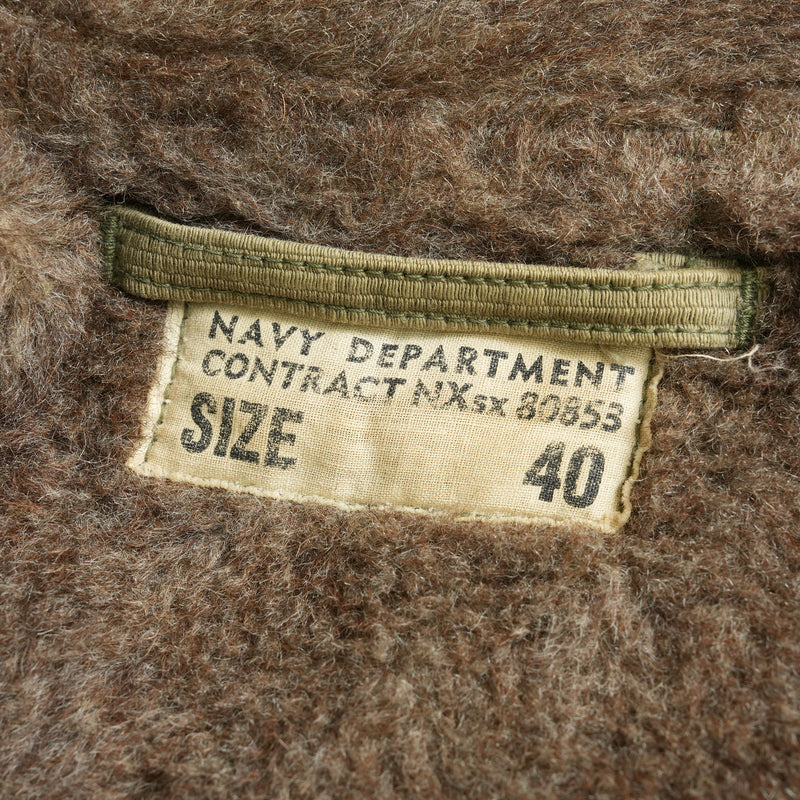 NAVY DEPARTMENT
CONTRACT NXsx 80853
SIZE 40